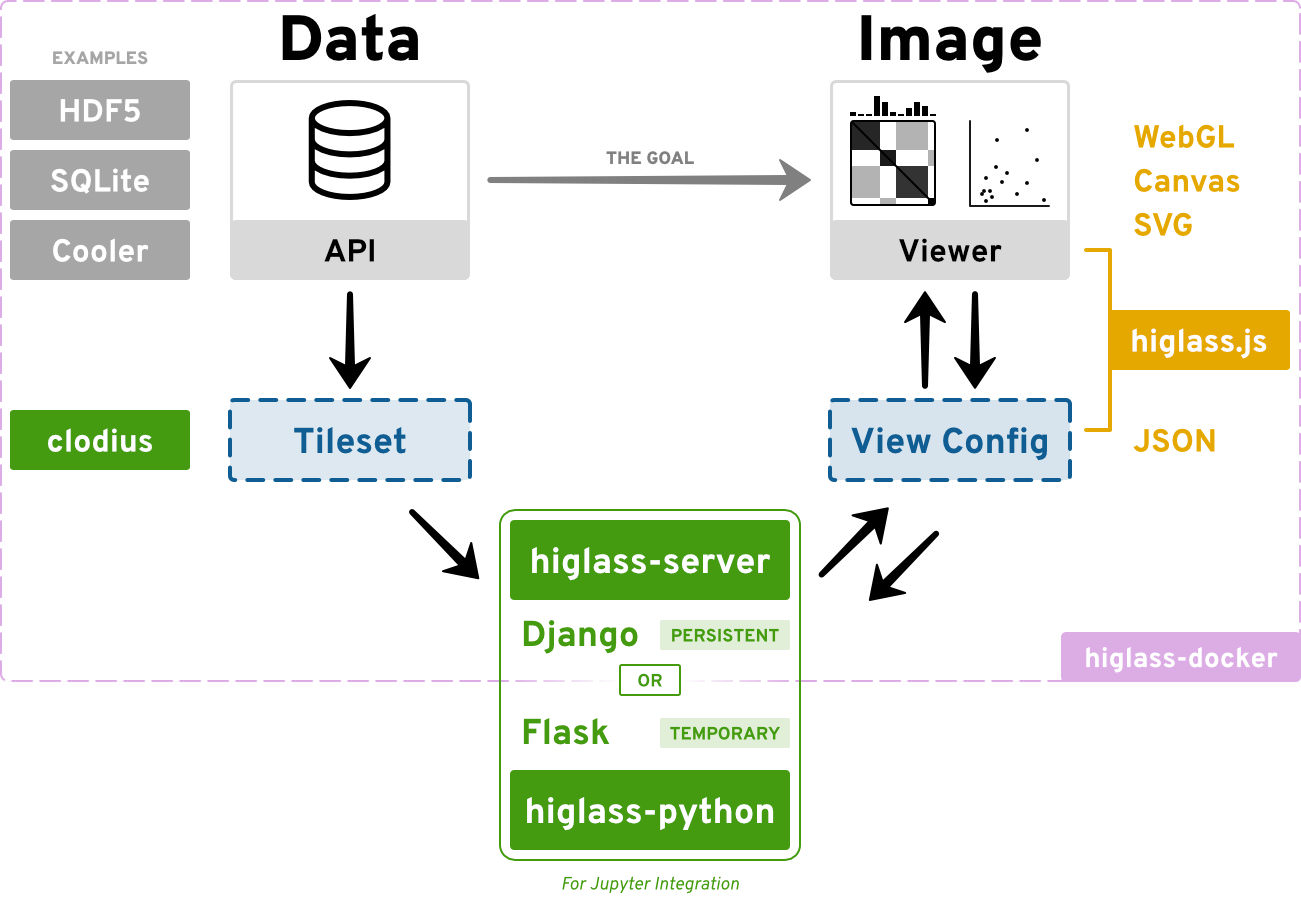 Data
Image
EXAMPLES
HDF5
SQLite
Cooler
API
THE GOAL
Viewer
WebGL
Canvas
SVG
higlass.js
clodius
Tileset
View Config
JSON
higlass-server
Django PERSISTENT
OR
Flask TEMPORARY
higlass-python
higlass-docker
For Jupyter Integration